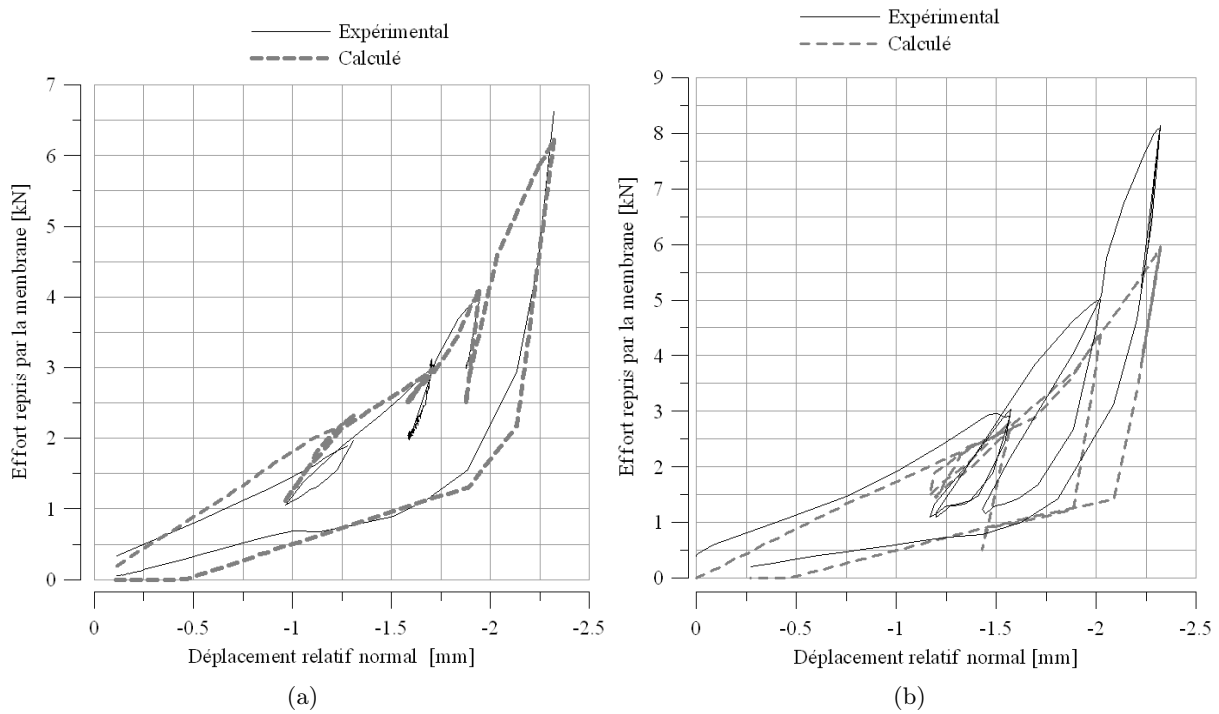 Expérimental
Calculé
Effort repris par la membrane [kN]
7
6
5
4
3
2
1
0
0 -0.5 -1 -1.5 -2 -2.5
Déplacement relatif normal [mm]
(a)
Expérimental
Calculé
Effort repris par la membrane [kN]
9
8
7
6
5
4
3
2
1
0
0 -0.5 -1 -1.5 -2 -2.5
Déplacement relatif normal [mm]
(b)